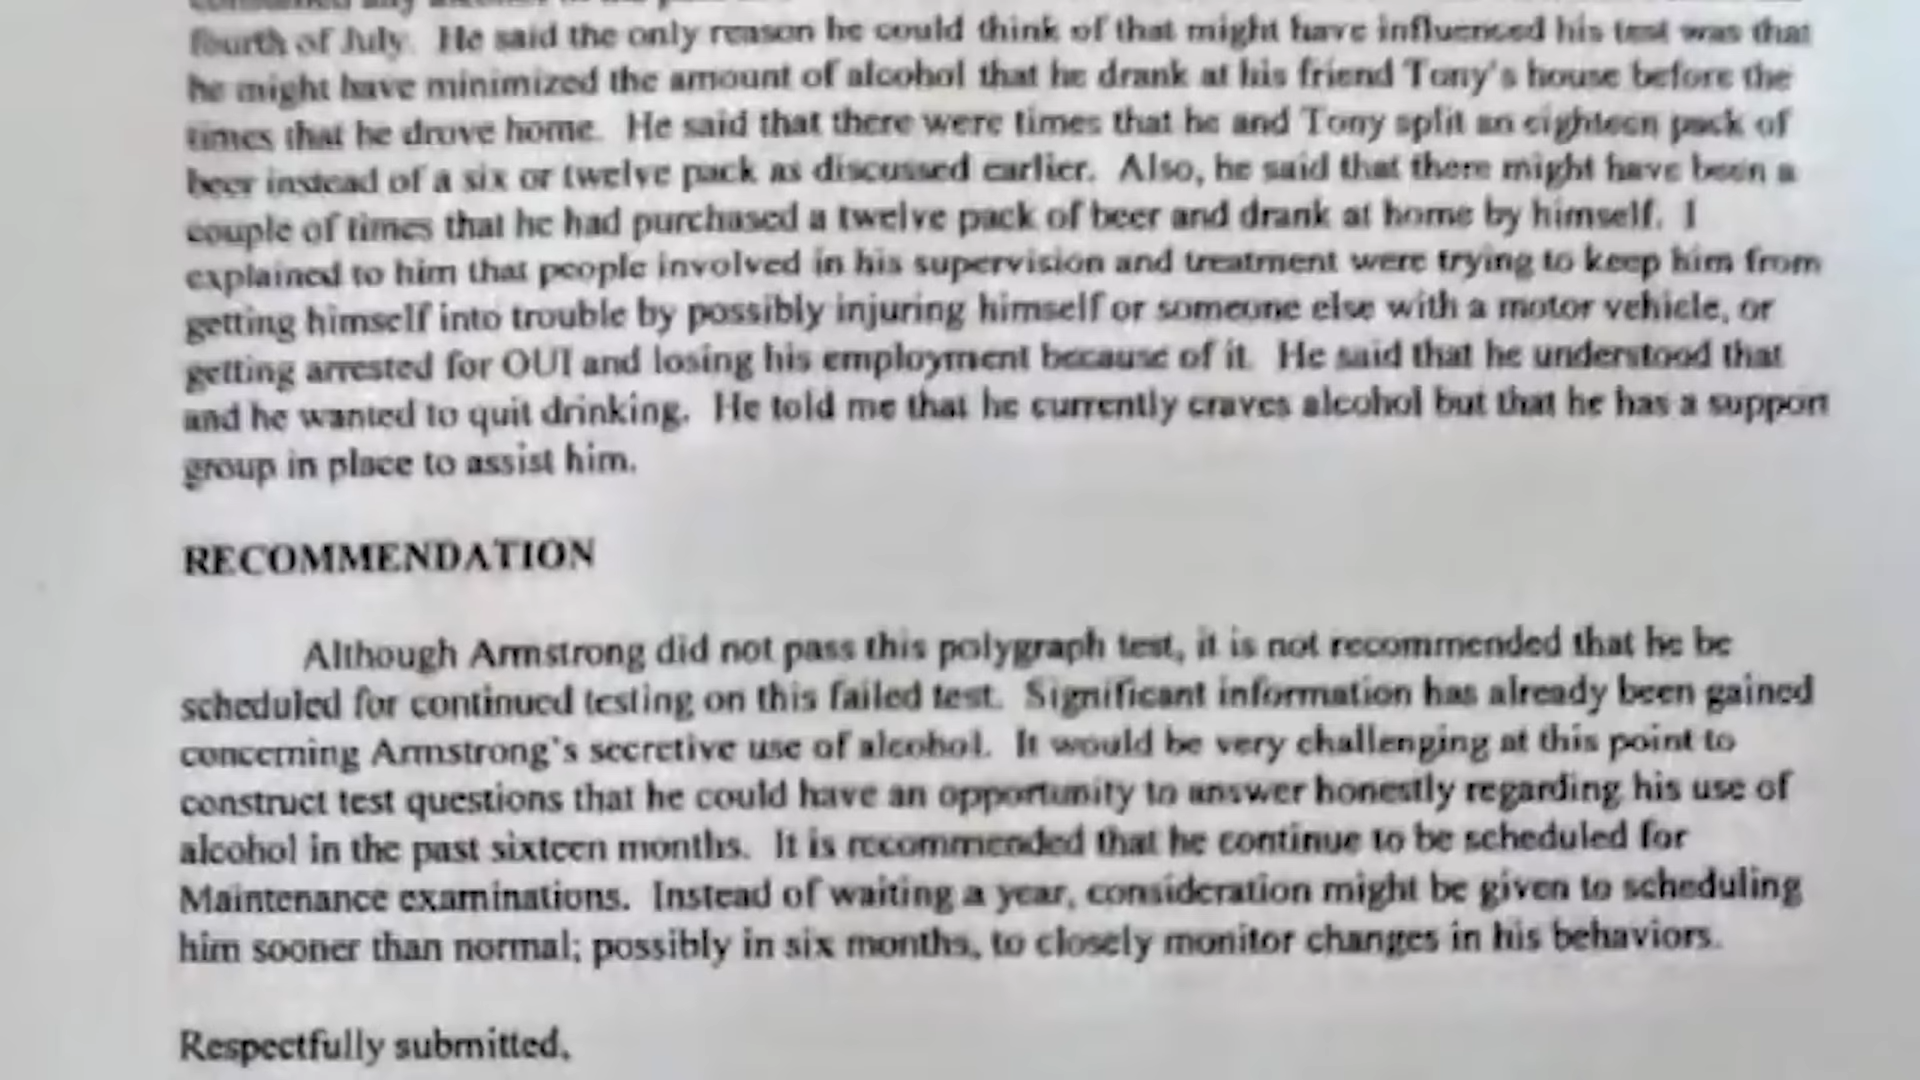 consumed any alcohol in the past
fourth of July. He said the only reason he could think of that might have influenced his test was that
he might have minimized the amount of alcohol that he drank at his friend Tony's house before the
times that he drove home. He said that there were times that he and Tony split an eighteen pack of
beer instead of a six or twelve pack as discussed earlier. Also, he said that there might have been a
couple of times that he had purchased a twelve pack of beer and drank at home by himself. I
explained to him that people involved in his supervision and treatment were trying to keep him from
getting himself into trouble by possibly injuring himself or someone else with a motor vehicle, or
getting arrested for OUI and losing his employment because of it. He said that he understood that
and he wanted to quit drinking. He told me that he currently craves alcohol but that he has a support
group in place to assist him.
RECOMMENDATION
Although Armstrong did not pass this polygraph test, it is not recommended that he be
scheduled for continued testing on this failed test. Significant information has already been gained
concerning Armstrong's secretive use of alcohol. It would be very challenging at this point to
construct test questions that he could have an opportunity to answer honestly regarding his use of
alcohol in the past sixteen months. It is recommended that he continue to be scheduled for
Maintenance examinations. Instead of waiting a year, consideration might be given to scheduling
him sooner than normal; possibly in six months, to closely monitor changes in his behaviors.
Respectfully submitted,